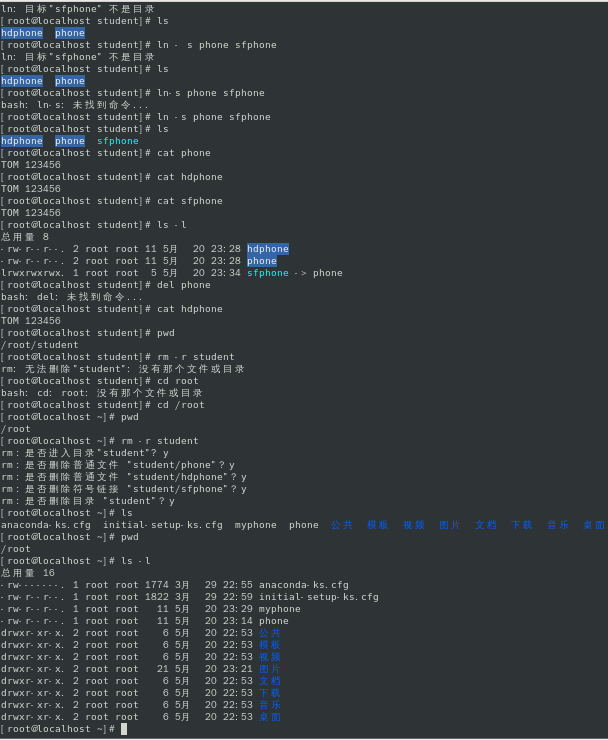 ln: 目标"sfphone" 不是目录
[root@localhost student]# ls
hdphone  phone
[root@localhost student]# ln - s phone sfphone
ln: 目标"sfphone" 不是目录
[root@localhost student]# ls
hdphone  phone
[root@localhost student]# ln-s phone sfphone
bash: ln-s: 未找到命令...
[root@localhost student]# ln -s phone sfphone
[root@localhost student]# ls
hdphone  phone  sfphone
[root@localhost student]# cat phone
TOM 123456
[root@localhost student]# cat hdphone
TOM 123456
[root@localhost student]# cat sfphone
TOM 123456
[root@localhost student]# ls -l
总用量 8
-rw-r--r--. 2 root root 11 5月   20 23:28 hdphone
-rw-r--r--. 2 root root 11 5月   20 23:28 phone
lrwxrwxrwx. 1 root root  5 5月   20 23:34 sfphone -> phone
[root@localhost student]# del phone
bash: del: 未找到命令...
[root@localhost student]# cat hdphone
TOM 123456
[root@localhost student]# pwd
/root/student
[root@localhost student]# rm -r student
rm: 无法删除"student": 没有那个文件或目录
[root@localhost student]# cd root
bash: cd: root: 没有那个文件或目录
[root@localhost student]# cd /root
[root@localhost ~]# pwd
/root
[root@localhost ~]# rm -r student
rm：是否进入目录"student"? y
rm：是否删除普通文件 "student/phone"？y
rm：是否删除普通文件 "student/hdphone"？y
rm：是否删除符号链接 "student/sfphone"？y
rm：是否删除目录 "student"？y
[root@localhost ~]# ls
anaconda-ks.cfg  initial-setup-ks.cfg  myphone  phone  公共  模板  视频  图片  文档  下载  音乐  桌面
[root@localhost ~]# pwd
/root
[root@localhost ~]# ls -l
总用量 16
-rw-------. 1 root root 1774 3月   29 22:55 anaconda-ks.cfg
-rw-r--r--. 1 root root 1822 3月   29 22:59 initial-setup-ks.cfg
-rw-r--r--. 1 root root   11 5月   20 23:29 myphone
-rw-r--r--. 1 root root   11 5月   20 23:14 phone
drwxr-xr-x. 2 root root    6 5月   20 22:53 公共
drwxr-xr-x. 2 root root    6 5月   20 22:53 模板
drwxr-xr-x. 2 root root    6 5月   20 22:53 视频
drwxr-xr-x. 2 root root   21 5月   20 23:21 图片
drwxr-xr-x. 2 root root    6 5月   20 22:53 文档
drwxr-xr-x. 2 root root    6 5月   20 22:53 下载
drwxr-xr-x. 2 root root    6 5月   20 22:53 音乐
drwxr-xr-x. 2 root root    6 5月   20 22:53 桌面
[root@localhost ~]#